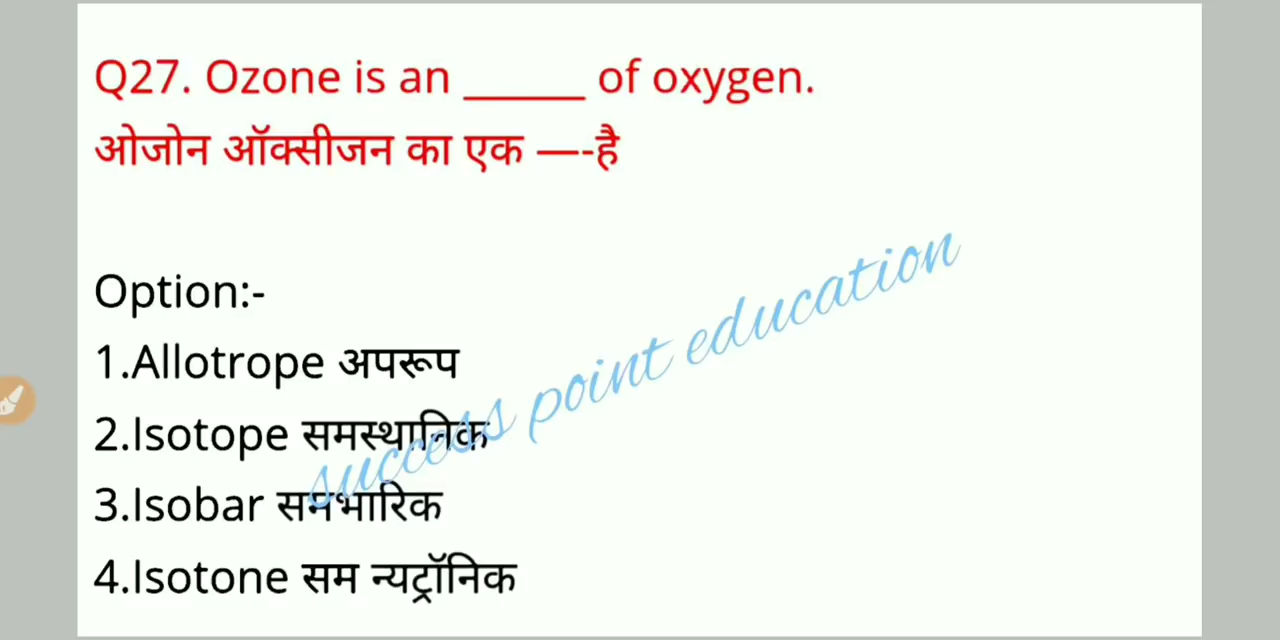 Q27. Ozone is an ______ of oxygen.
ओजोन ऑक्सीजन का एक —-है
Option:-
1.Allotrope अपरूप
2.Isotope समस्थानिक
3.Isobar समभारिक
4.Isotone सम न्यट्रॉनिक
success point education